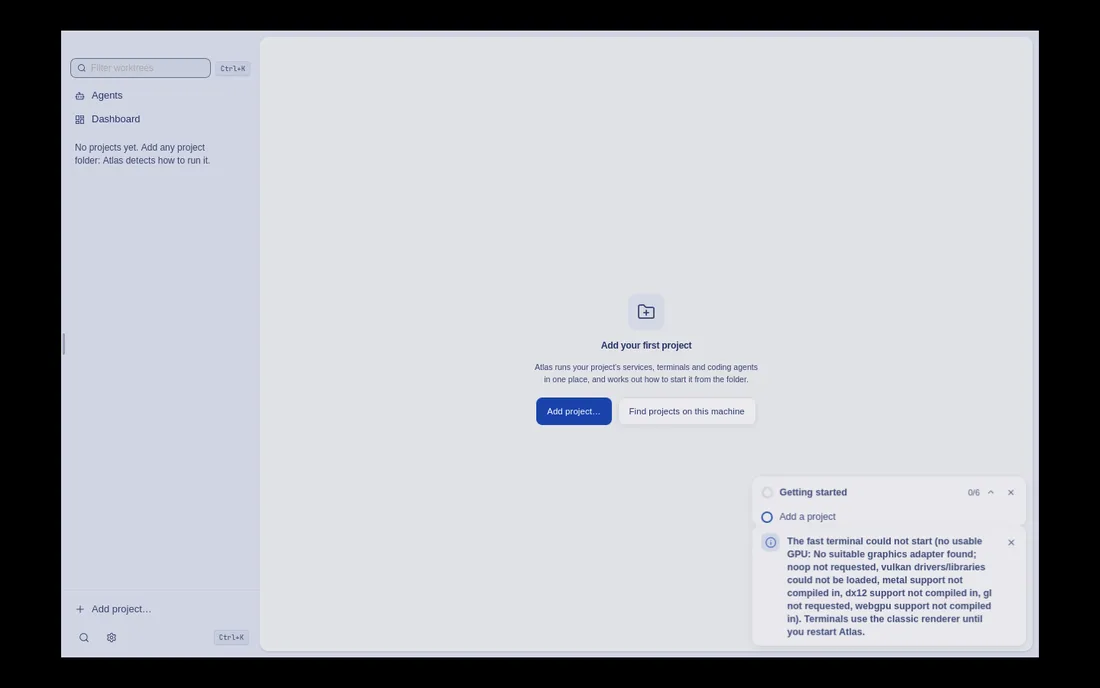 Filter worktrees
Ctrl+K
Agents
Dashboard
No projects yet. Add any project
folder: Atlas detects how to run it.
Add your first project
Atlas runs your project's services, terminals and coding agents
in one place, and works out how to start it from the folder.
Add project…
Find projects on this machine
Getting started
0/6
Add a project
The fast terminal could not start (no usable
GPU: No suitable graphics adapter found;
noop not requested, vulkan drivers/libraries
could not be loaded, metal support not
compiled in, dx12 support not compiled in, gl
not requested, webgpu support not compiled
in). Terminals use the classic renderer until
you restart Atlas.
Add project…
Ctrl+K